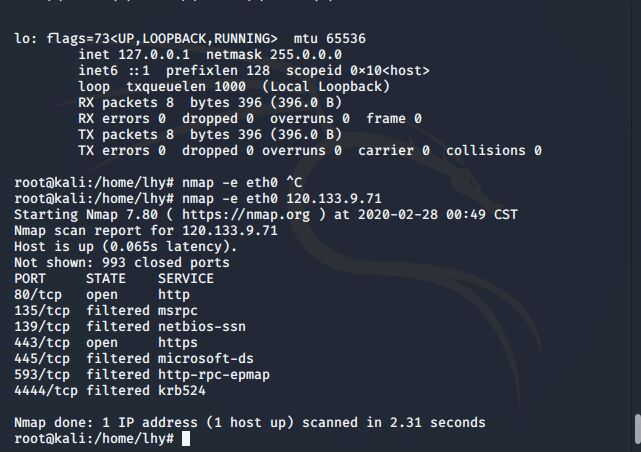 lo: flags=73<UP,LOOPBACK,RUNNING>  mtu 65536
        inet 127.0.0.1  netmask 255.0.0.0
        inet6 ::1  prefixlen 128  scopeid 0×10<host>
        loop  txqueuelen 1000  (Local Loopback)
        RX packets 8  bytes 396 (396.0 B)
        RX errors 0  dropped 0  overruns 0  frame 0
        TX packets 8  bytes 396 (396.0 B)
        TX errors 0  dropped 0 overruns 0  carrier 0  collisions 0
root@kali:/home/lhy# nmap -e eth0 ^C
root@kali:/home/lhy# nmap -e eth0 120.133.9.71
Starting Nmap 7.80 ( https://nmap.org ) at 2020-02-28 00:49 CST
Nmap scan report for 120.133.9.71
Host is up (0.065s latency).
Not shown: 993 closed ports
PORT     STATE    SERVICE
80/tcp   open     http
135/tcp  filtered msrpc
139/tcp  filtered netbios-ssn
443/tcp  open     https
445/tcp  filtered microsoft-ds
593/tcp  filtered http-rpc-epmap
4444/tcp filtered krb524
Nmap done: 1 IP address (1 host up) scanned in 2.31 seconds
root@kali:/home/lhy#